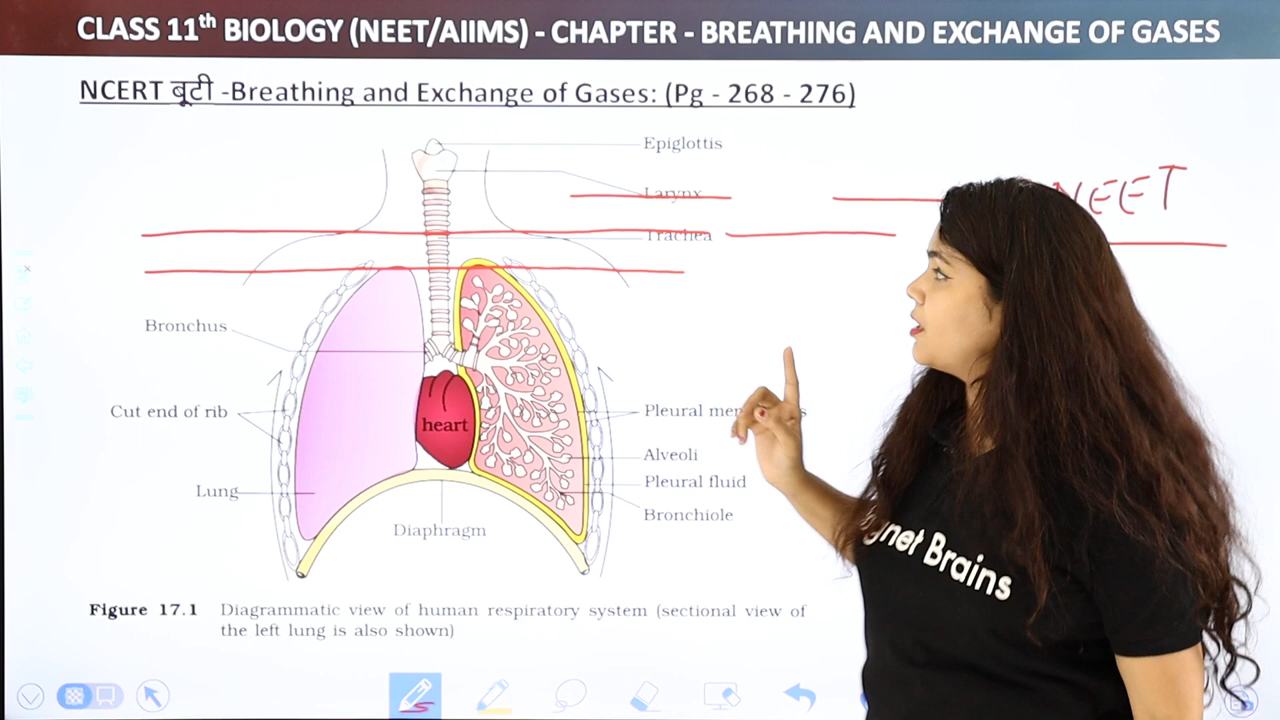 CLASS 11th BIOLOGY (NEET/AIIMS) - CHAPTER - BREATHING AND EXCHANGE OF GASES
NCERT बूटी -Breathing and Exchange of Gases: (Pg - 268 - 276)
Epiglottis
Larynx
NEET
Trachea
Bronchus
Cut end of rib
Pleural
heart
Alveoli
Pleural fluid
Lung
Bronchiole
Diaphragm
Brains
Figure 17.1 Diagrammatic view of human respiratory system (sectional view of
the left lung is also shown)